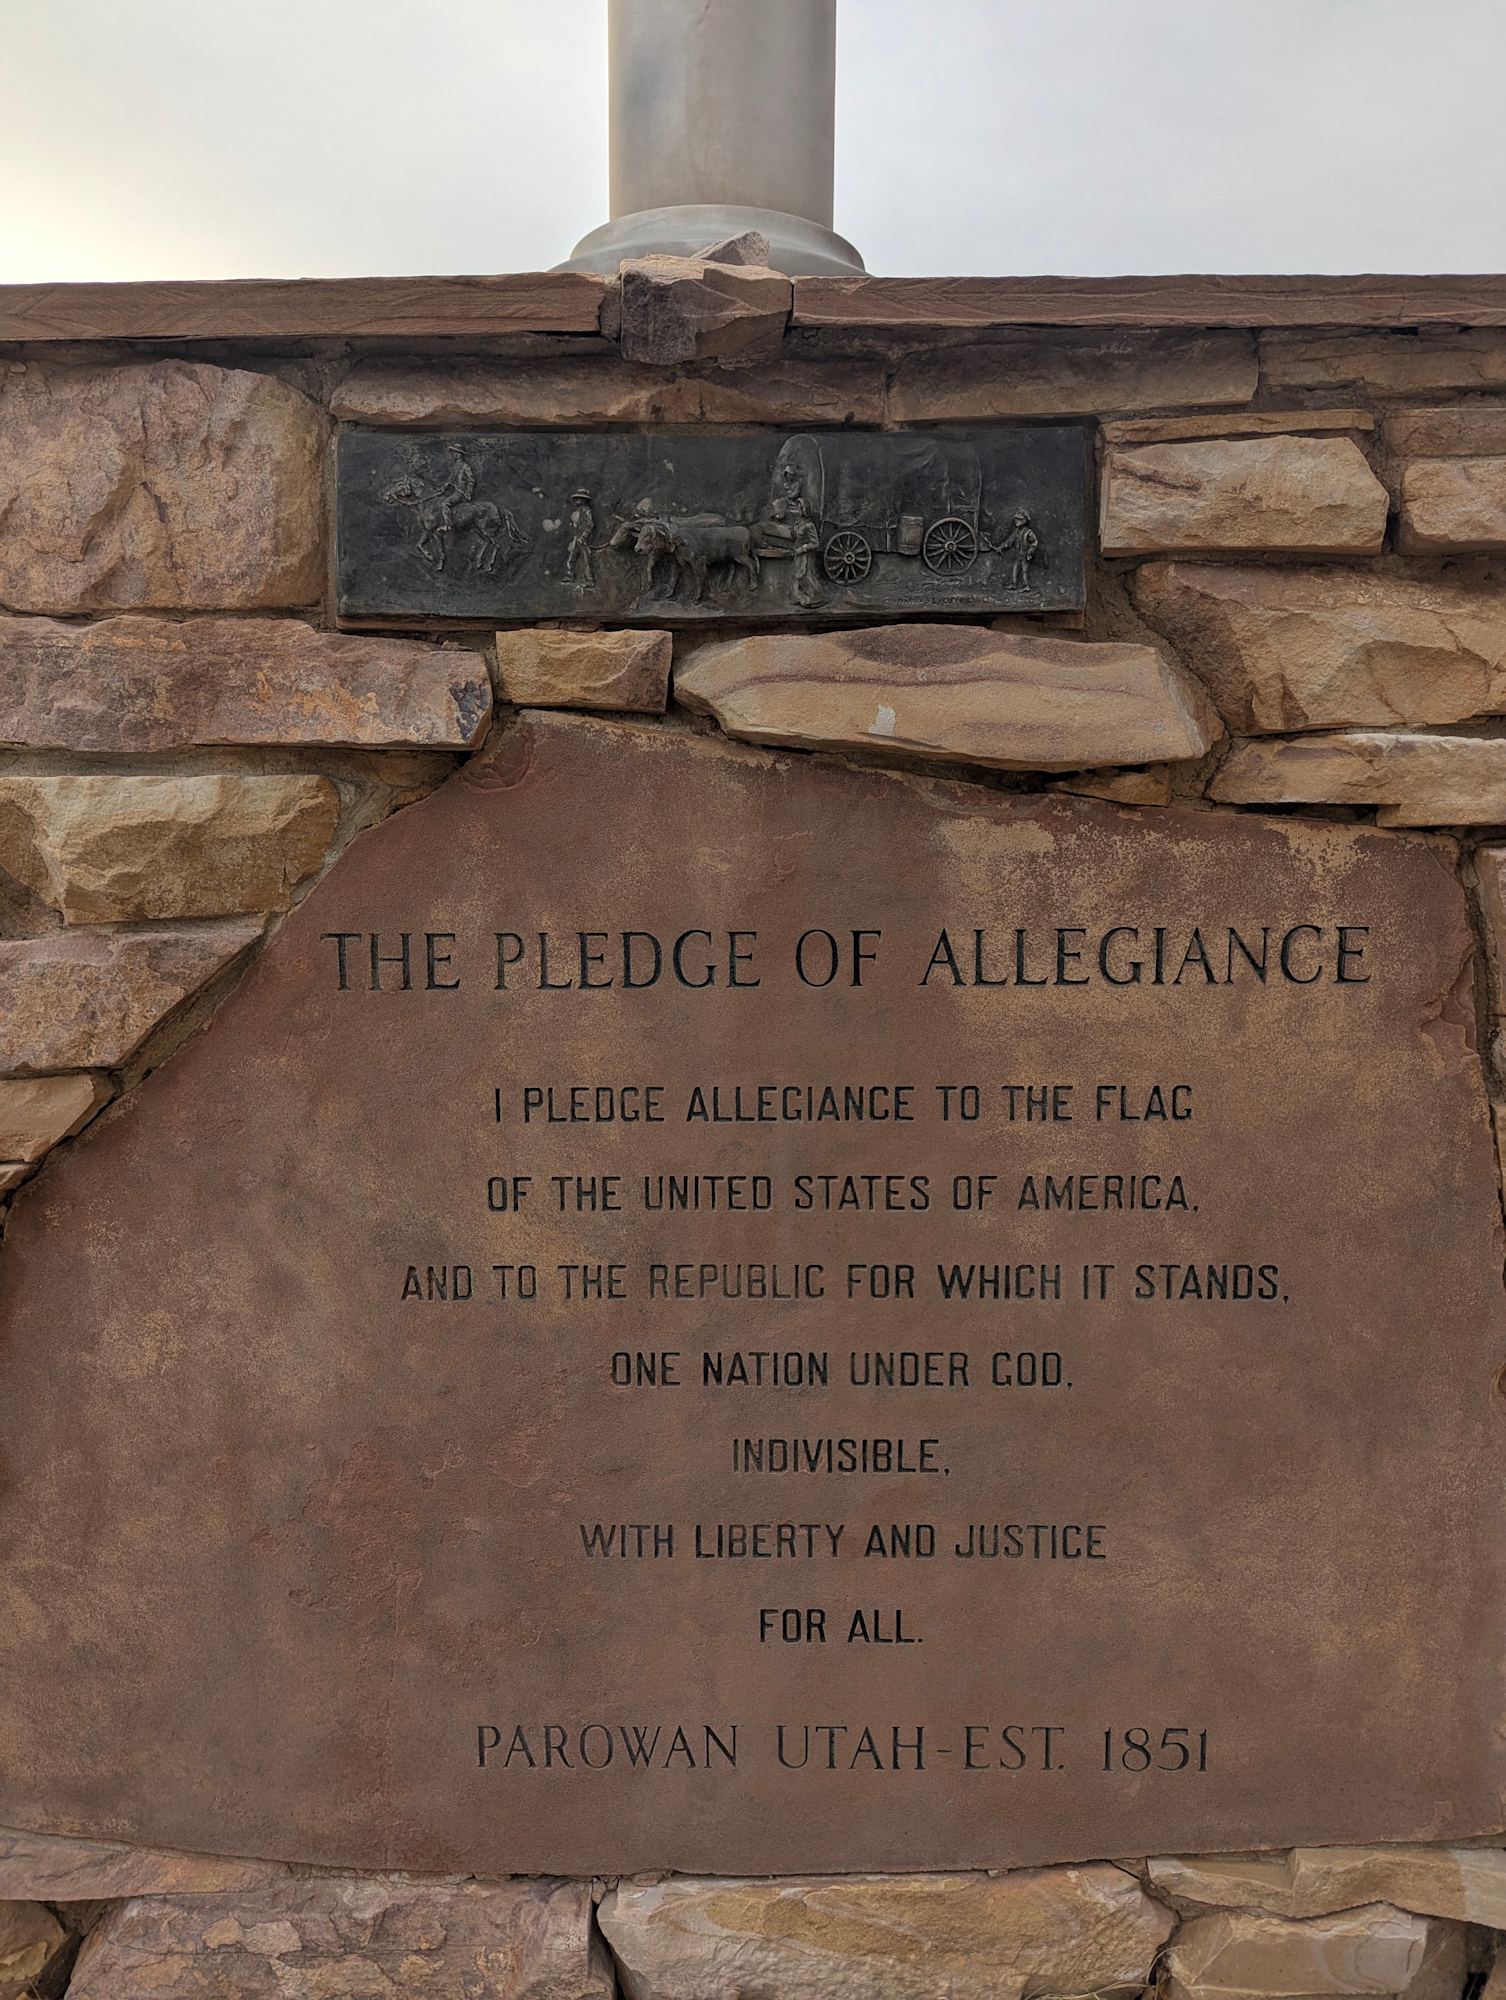 THE PLEDGE OF ALLEGIANCE
I PLEDGE ALLEGIANCE TO THE FLAG
OF THE UNITED STATES OF AMERICA,
AND TO THE REPUBLIC FOR WHICH IT STANDS,
ONE NATION UNDER GOD,
INDIVISIBLE,
WITH LIBERTY AND JUSTICE
FOR ALL.
PAROWAN UTAH-EST. 1851